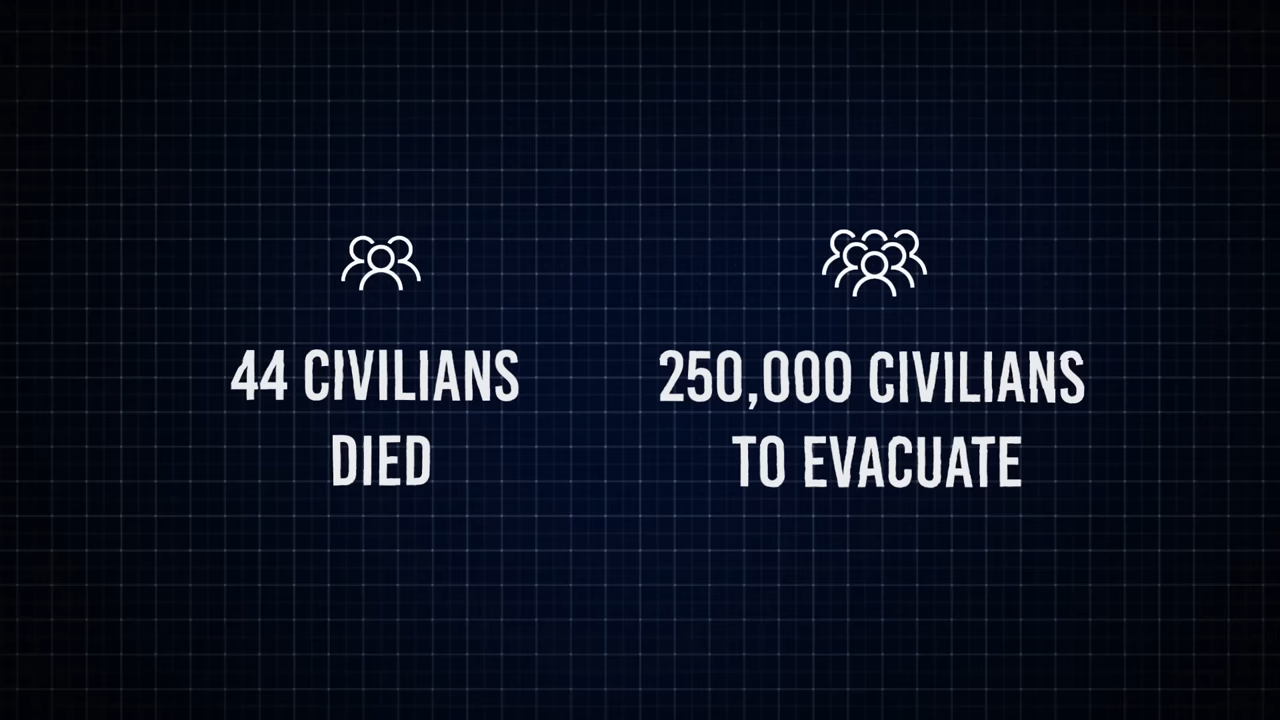 44 CIVILIANS
DIED
250,000 CIVILIANS
TO EVACUATE